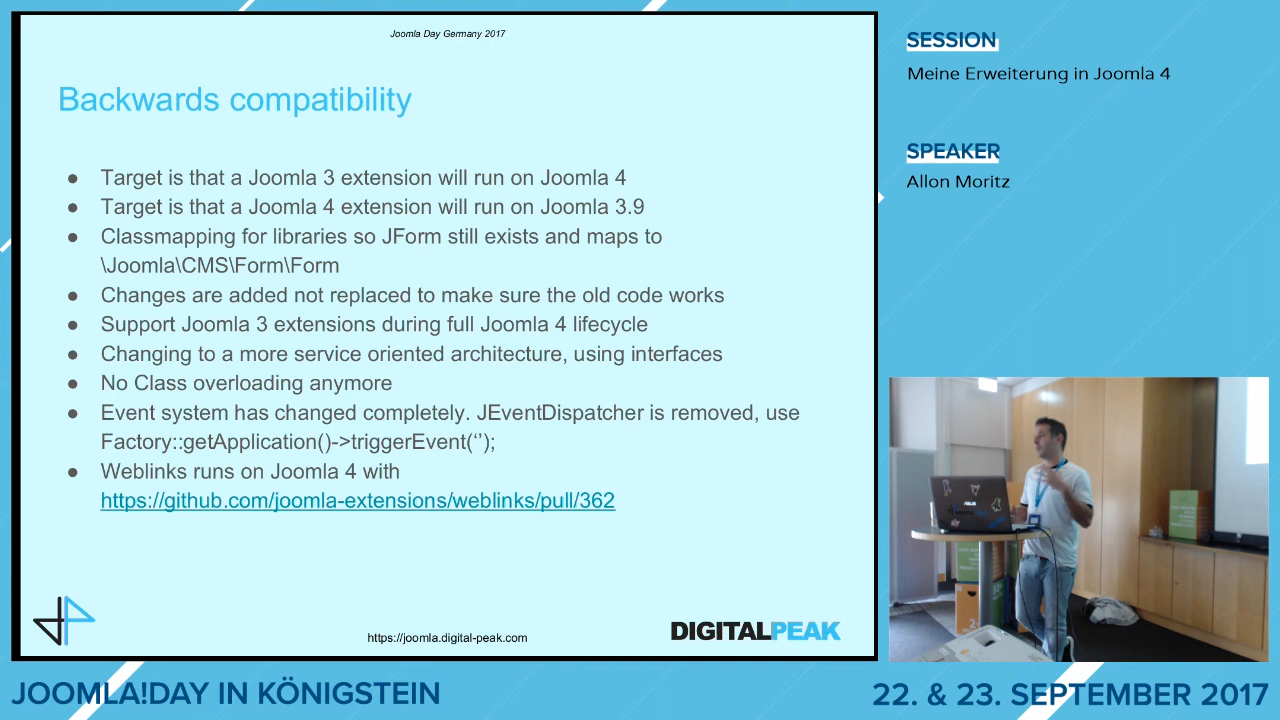 Joomla Day Germany 2017
Backwards compatibility
● Target is that a Joomla 3 extension will run on Joomla 4
● Target is that a Joomla 4 extension will run on Joomla 3.9
● Classmapping for libraries so JForm still exists and maps to
\Joomla\CMS\Form\Form
● Changes are added not replaced to make sure the old code works
● Support Joomla 3 extensions during full Joomla 4 lifecycle
● Changing to a more service oriented architecture, using interfaces
● No Class overloading anymore
● Event system has changed completely. JEventDispatcher is removed, use
Factory::getApplication()->triggerEvent(‘’);
● Weblinks runs on Joomla 4 with
https://github.com/joomla-extensions/weblinks/pull/362
https://joomla.digital-peak.com
DIGITALPEAK
SESSION
Meine Erweiterung in Joomla 4
SPEAKER
Allon Moritz
ASUS
JOOMLA!DAY IN KÖNIGSTEIN
22. & 23. SEPTEMBER 2017